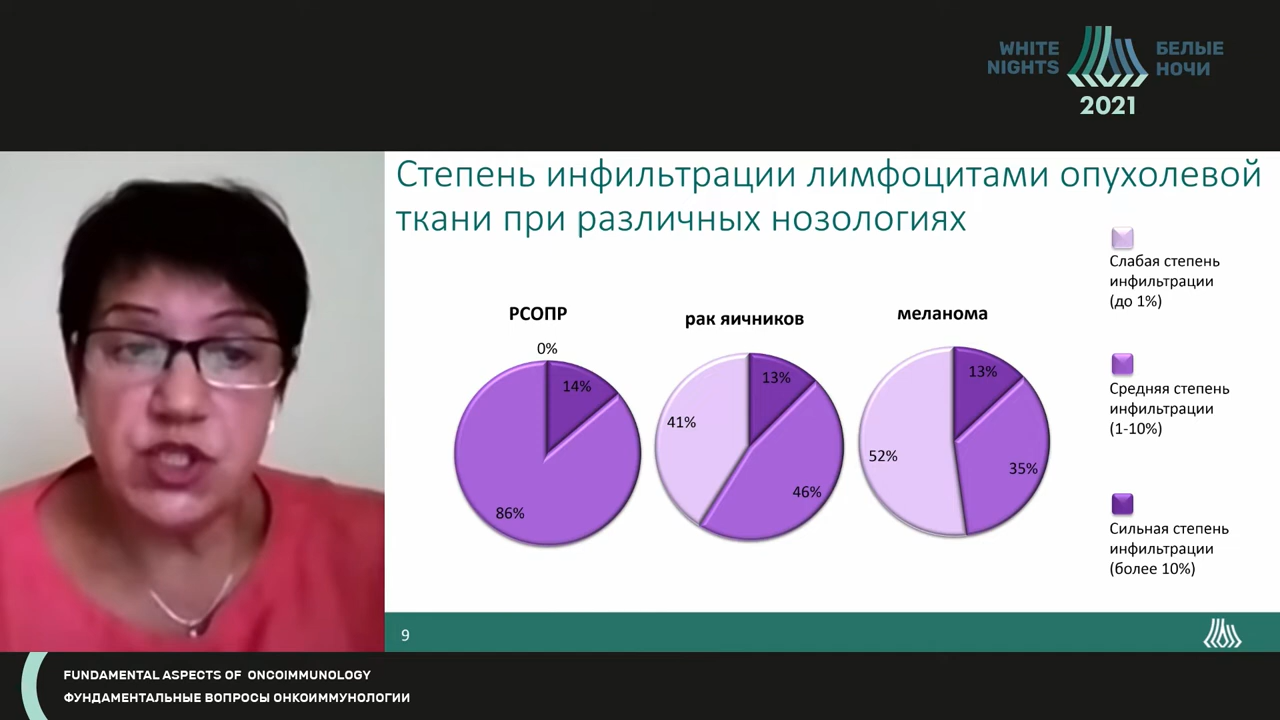 WHITE
NIGHTS
БЕЛЫЕ
НОЧИ
2021
Степень инфильтрации лимфоцитами опухолевой
ткани при различных нозологиях
РСОПР
0%
14%
86%
рак яичников
13%
41%
46%
меланома
13%
52%
35%
Слабая степень
инфильтрации
(до 1%)
Средняя степень
инфильтрации
(1-10%)
Сильная степень
инфильтрации
(более 10%)
9
FUNDAMENTAL ASPECTS OF ONCOIMMUNOLOGY
ФУНДАМЕНТАЛЬНЫЕ ВОПРОСЫ ОНКОИММУНОЛОГИИ